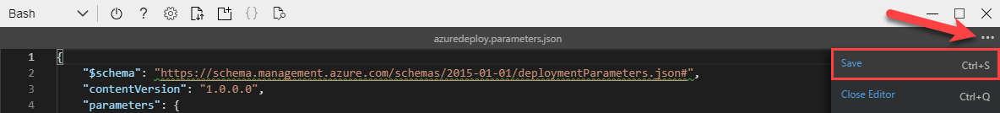 Bash
azuredeploy.parameters.json
1 {
2 "$schema": "https://schema.management.azure.com/schemas/2015-01-01/deploymentParameters.json#",
3 "contentVersion": "1.0.0.0",
4 "parameters": {
Save Ctrl+S
Close Editor Ctrl+Q